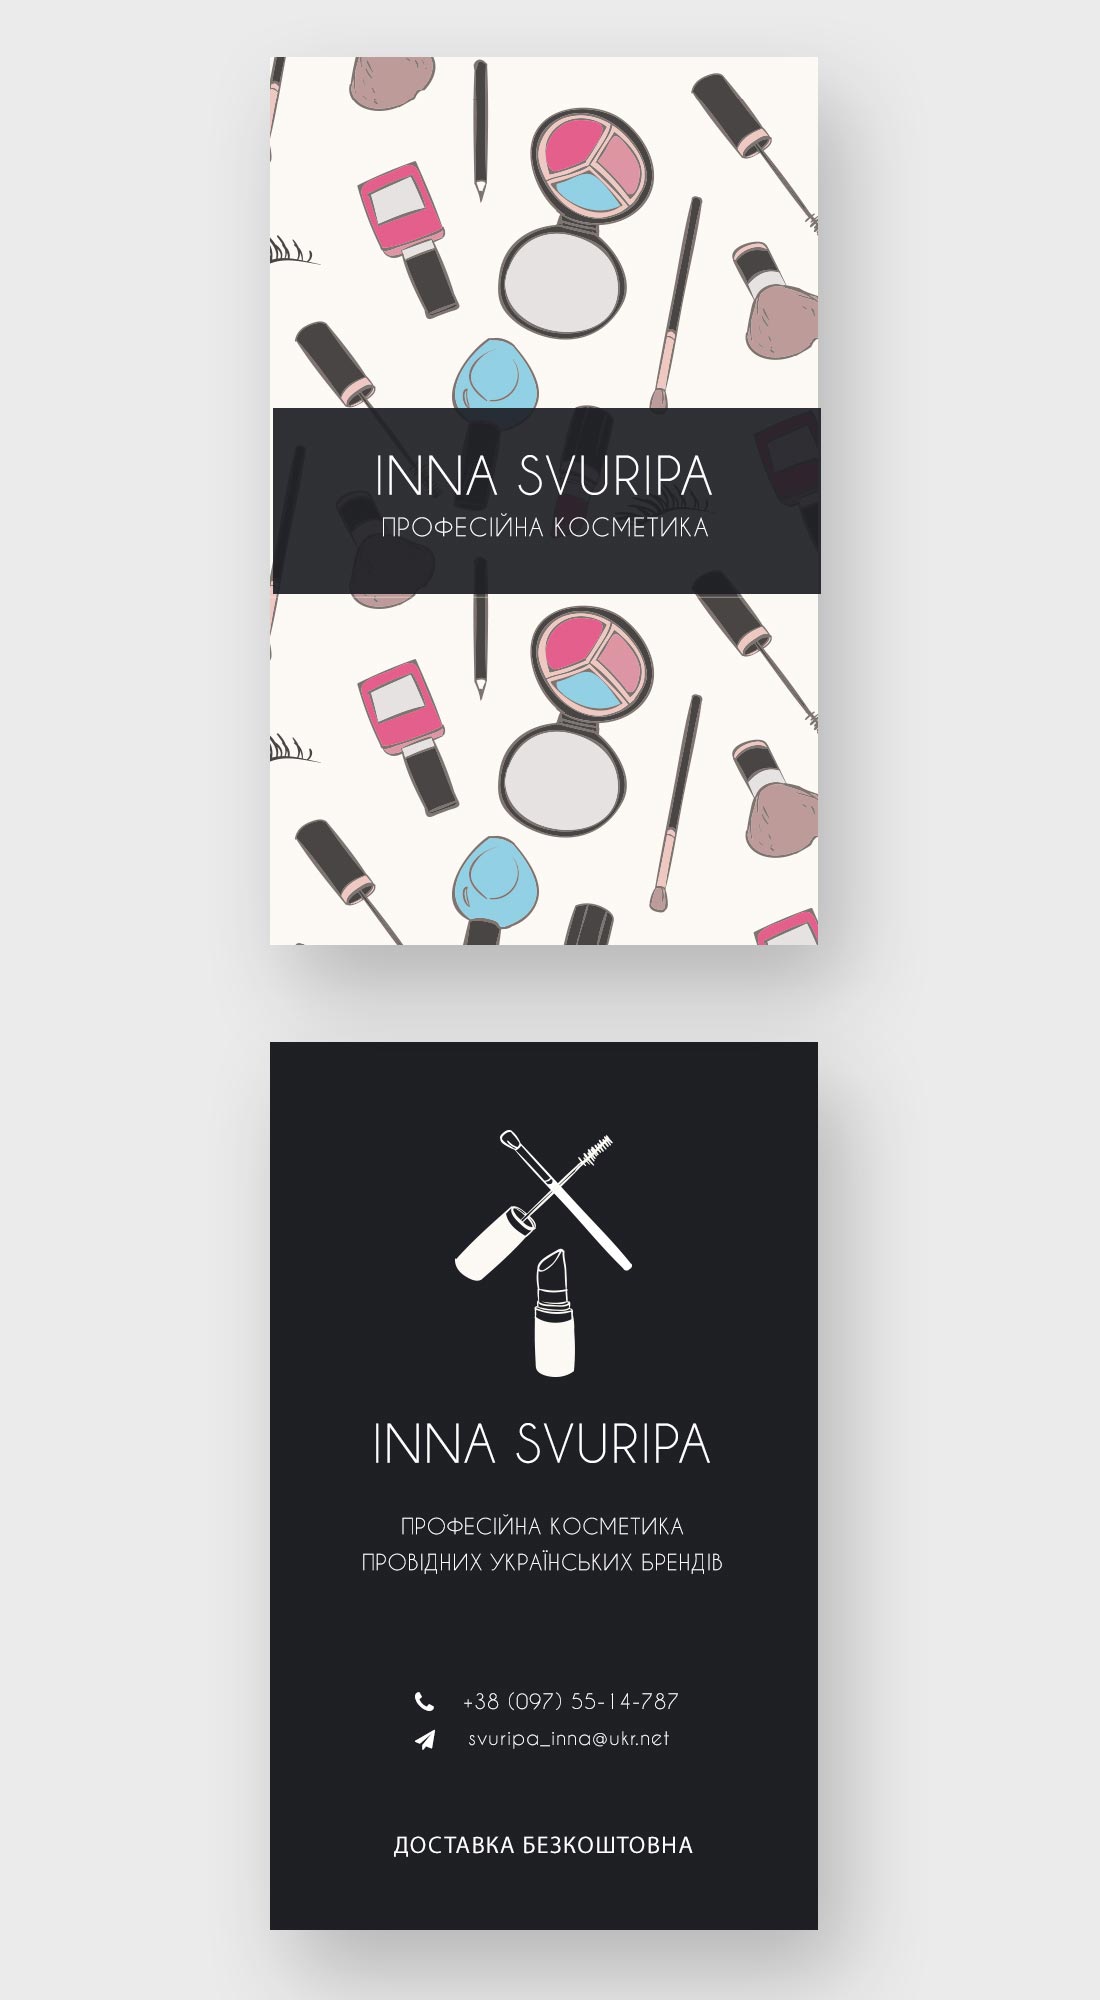 INNA SVURIPA
ПРОФЕСІЙНА КОСМЕТИКА
INNA SVURIPA
ПРОФЕСІЙНА КОСМЕТИКА
ПРОВІДНИХ УКРАЇНСЬКИХ БРЕНДІВ
+38 (097) 55-14-787
svuripa_inna@ukr.net
ДОСТАВКА БЕЗКОШТОВНА